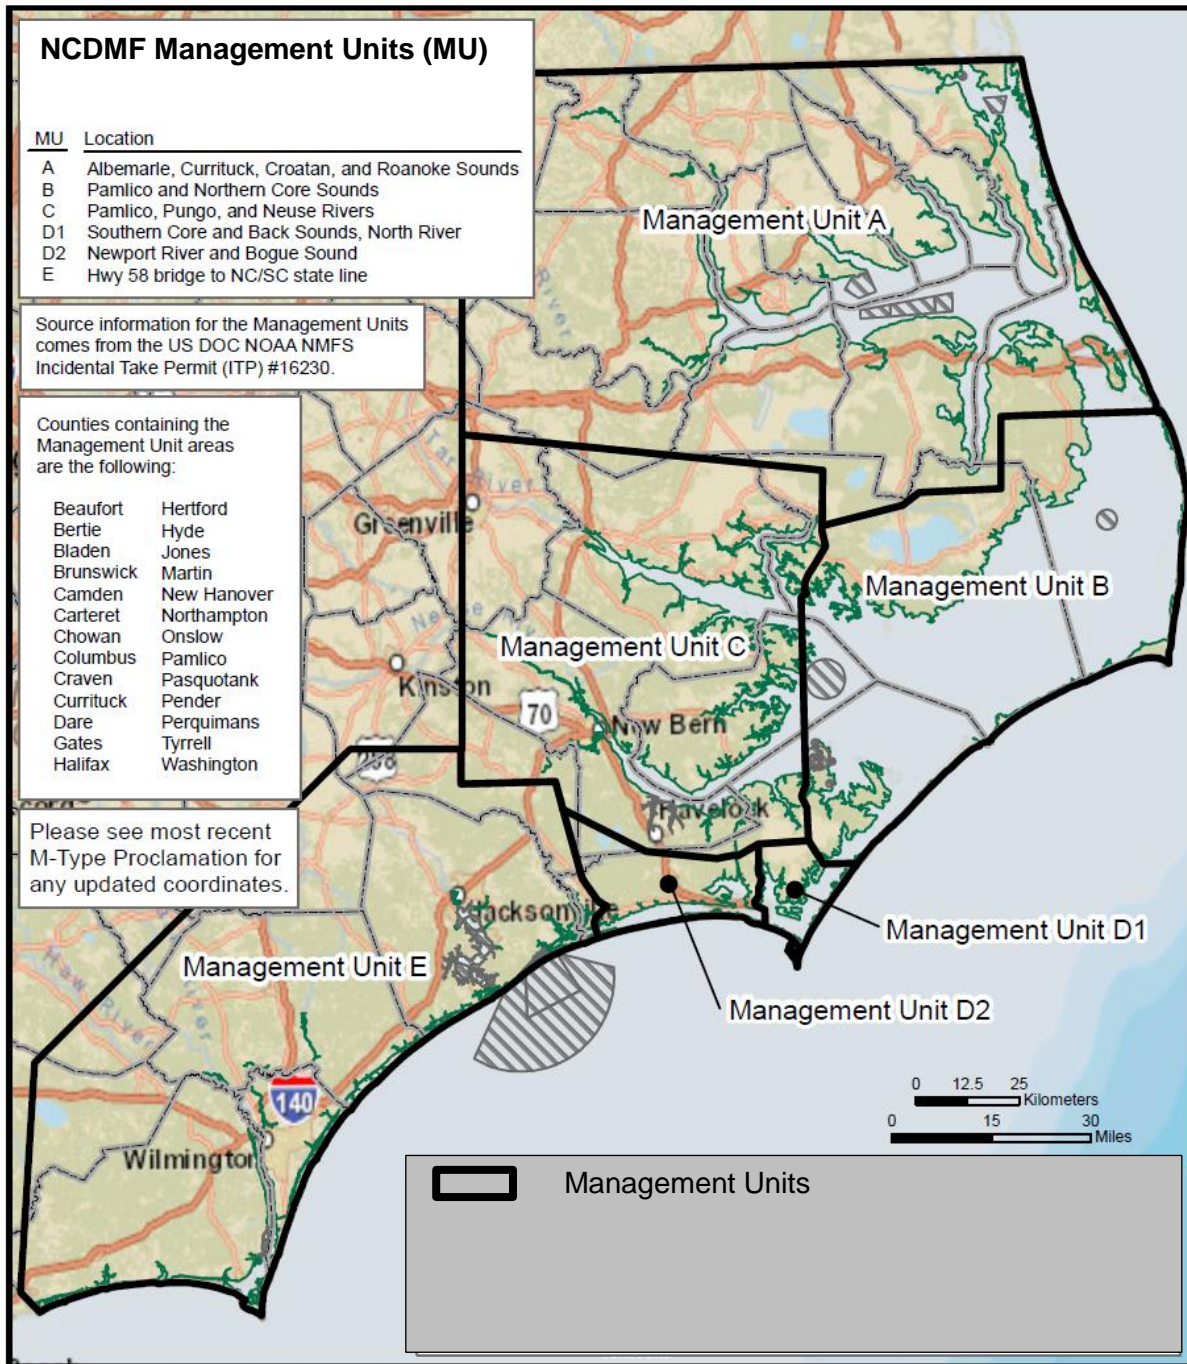 NCDMF Management Units (MU)
MU Location
A Albemarle, Currituck, Croatan, and Roanoke Sounds
B Pamlico and Northern Core Sounds
C Pamlico, Pungo, and Neuse Rivers
D1 Southern Core and Back Sounds, North River
D2 Newport River and Bogue Sound
E Hwy 58 bridge to NC/SC state line
Source information for the Management Units
comes from the US DOC NOAA NMFS
Incidental Take Permit (ITP) #16230.
Counties containing the
Management Unit areas
are the following:
Beaufort Hertford
Bertie Hyde
Bladen Jones
Brunswick Martin
Camden New Hanover
Carteret Northampton
Chowan Onslow
Columbus Pamlico
Craven Pasquotank
Currituck Pender
Dare Perquimans
Gates Tyrrell
Halifax Washington
Please see most recent
M-Type Proclamation for
any updated coordinates.
Management Unit A
River
Tar River
Greenville
Management Unit B
Management Unit C
Kinston
70
New Bern
Havelock
Jacksonville
Management Unit D1
Management Unit E
Management Unit D2
Haw River
River
140
Wilmington
0 12.5 25
Kilometers
0 15 30
Miles
Management Units